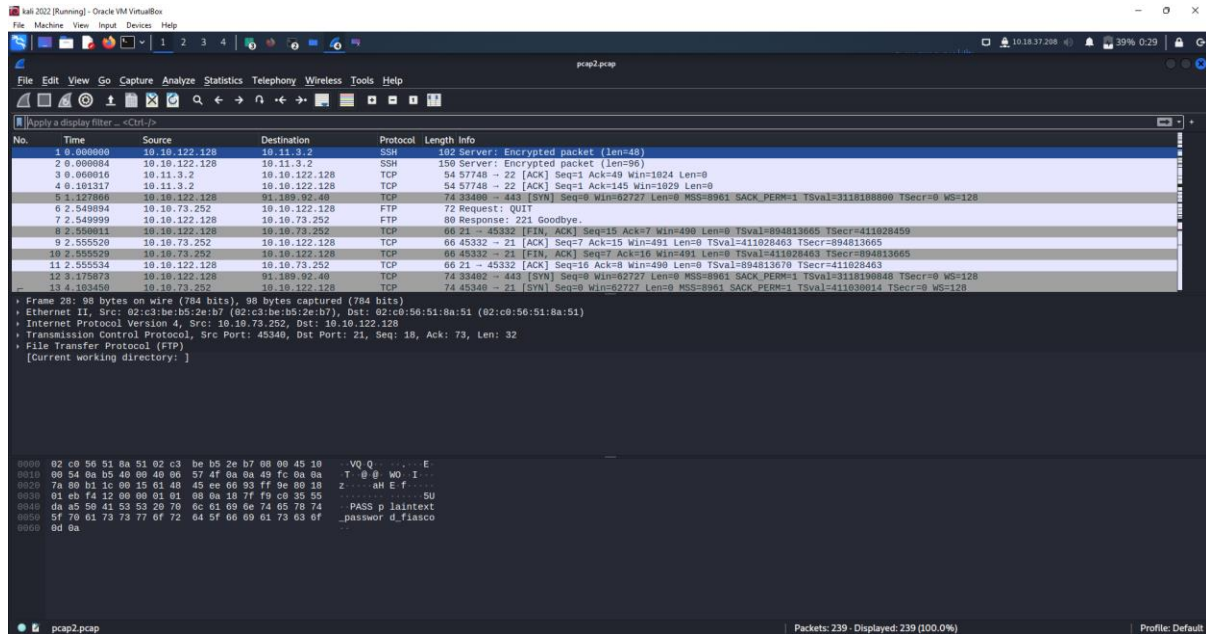 kali 2022 [Running] - Oracle VM VirtualBox
File Machine View Input Devices Help
1 2 3 4
10.18.37.208 39% 0:29
pcap2.pcap
File Edit View Go Capture Analyze Statistics Telephony Wireless Tools Help
Apply a display filter ... <Ctrl-/>
No. Time Source Destination Protocol Length Info
1 0.000000 10.10.122.128 10.11.3.2 SSH 102 Server: Encrypted packet (len=48)
2 0.000084 10.10.122.128 10.11.3.2 SSH 150 Server: Encrypted packet (len=96)
3 0.060016 10.11.3.2 10.10.122.128 TCP 54 57748 → 22 [ACK] Seq=1 Ack=49 Win=1024 Len=0
4 0.101317 10.11.3.2 10.10.122.128 TCP 54 57748 → 22 [ACK] Seq=1 Ack=145 Win=1029 Len=0
5 1.127866 10.10.122.128 91.189.92.40 TCP 74 33400 → 443 [SYN] Seq=0 Win=62727 Len=0 MSS=8961 SACK_PERM=1 TSval=3118188800 TSecr=0 WS=128
6 2.549894 10.10.73.252 10.10.122.128 FTP 72 Request: QUIT
7 2.549999 10.10.122.128 10.10.73.252 FTP 80 Response: 221 Goodbye.
8 2.550011 10.10.122.128 10.10.73.252 TCP 66 21 → 45332 [FIN, ACK] Seq=15 Ack=7 Win=490 Len=0 TSval=894813665 TSecr=411028459
9 2.555520 10.10.73.252 10.10.122.128 TCP 66 45332 → 21 [ACK] Seq=7 Ack=15 Win=491 Len=0 TSval=411028463 TSecr=894813665
10 2.555529 10.10.73.252 10.10.122.128 TCP 66 45332 → 21 [FIN, ACK] Seq=7 Ack=16 Win=491 Len=0 TSval=411028463 TSecr=894813665
11 2.555534 10.10.122.128 10.10.73.252 TCP 66 21 → 45332 [ACK] Seq=16 Ack=8 Win=490 Len=0 TSval=894813670 TSecr=411028463
12 3.175873 10.10.122.128 91.189.92.40 TCP 74 33402 → 443 [SYN] Seq=0 Win=62727 Len=0 MSS=8961 SACK_PERM=1 TSval=3118190848 TSecr=0 WS=128
13 4.103450 10.10.73.252 10.10.122.128 TCP 74 45340 → 21 [SYN] Seq=0 Win=62727 Len=0 MSS=8961 SACK_PERM=1 TSval=411030014 TSecr=0 WS=128
Frame 28: 98 bytes on wire (784 bits), 98 bytes captured (784 bits)
Ethernet II, Src: 02:c3:be:b5:2e:b7 (02:c3:be:b5:2e:b7), Dst: 02:c0:56:51:8a:51 (02:c0:56:51:8a:51)
Internet Protocol Version 4, Src: 10.10.73.252, Dst: 10.10.122.128
Transmission Control Protocol, Src Port: 45340, Dst Port: 21, Seq: 18, Ack: 73, Len: 32
File Transfer Protocol (FTP)
[Current working directory: ]
0000 02 c0 56 51 8a 51 02 c3 be b5 2e b7 08 00 45 10 ··VQ·Q·· ··.···E·
0010 00 54 0a b5 40 00 40 06 57 4f 0a 0a 49 fc 0a 0a ·T··@·@· WO··I···
0020 7a 80 b1 1c 00 15 61 48 45 ee 66 93 ff 9e 80 18 z·····aH E·f·····
0030 01 eb f4 12 00 00 01 01 08 0a 18 7f f9 c0 35 55 ········ ······5U
0040 da a5 50 41 53 53 20 70 6c 61 69 6e 74 65 78 74 ··PASS p laintext
0050 5f 70 61 73 73 77 6f 72 64 5f 66 69 61 73 63 6f _passwor d_fiasco
0060 0d 0a ··
pcap2.pcap Packets: 239 · Displayed: 239 (100.0%) Profile: Default